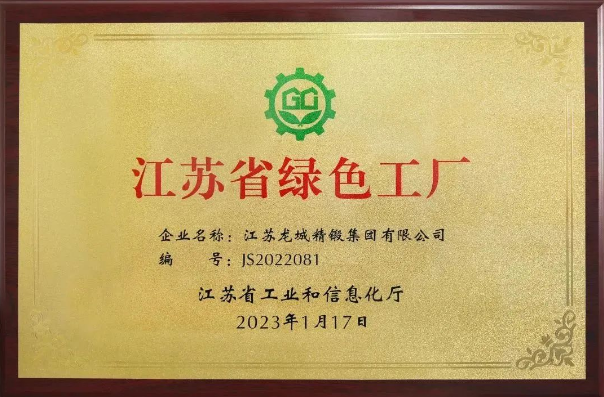 GC
江苏省绿色工厂
企业名称：江苏龙城精锻集团有限公司
编 号：JS2022081
江苏省工业和信息化厅
2023年1月17日